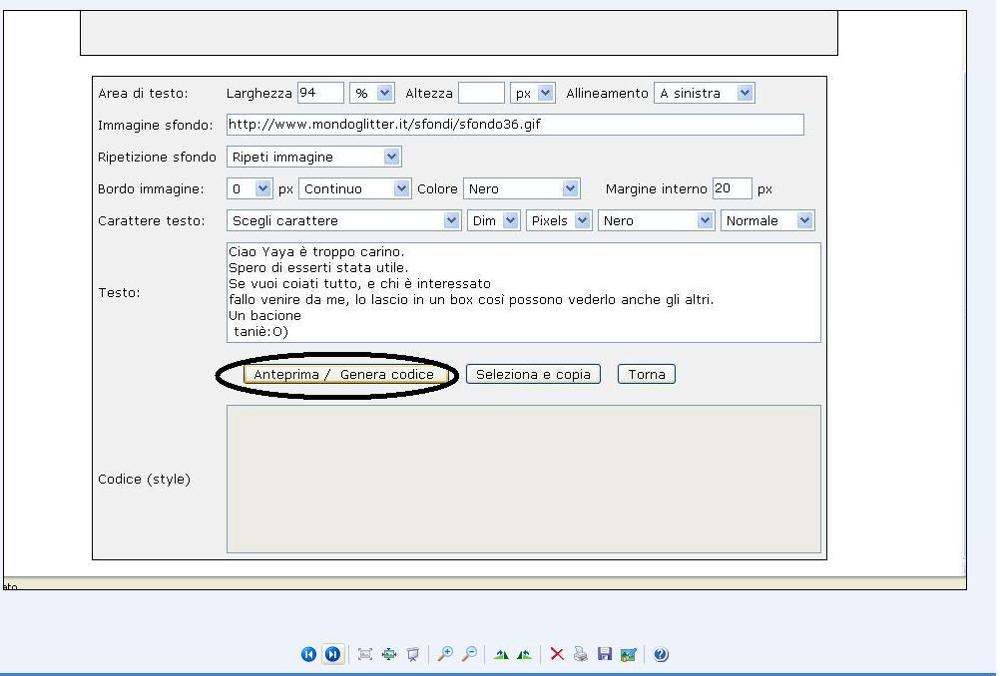 Area di testo: Larghezza 94 % Altezza px Allineamento A sinistra
Immagine sfondo: http://www.mondoglitter.it/sfondi/sfondo36.gif
Ripetizione sfondo Ripeti immagine
Bordo immagine: 0 px Continuo Colore Nero Margine interno 20 px
Carattere testo: Scegli carattere Dim Pixels Nero Normale
Testo:
Ciao Yaya è troppo carino.
Spero di esserti stata utile.
Se vuoi coiati tutto, e chi è interessato
fallo venire da me, lo lascio in un box così possono vederlo anche gli altri.
Un bacione
taniè:O)
Anteprima / Genera codice Seleziona e copia Torna
Codice (style)